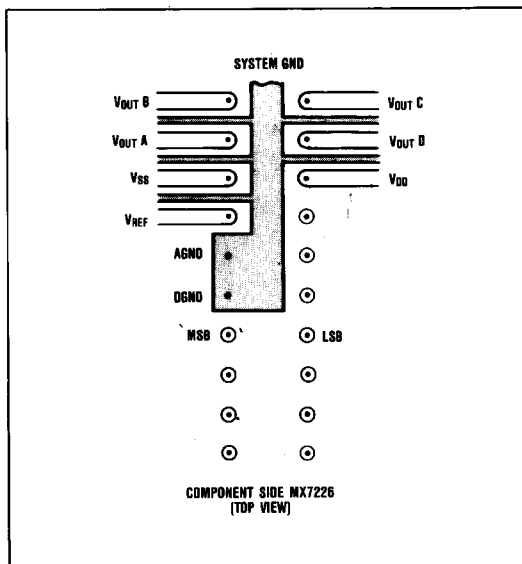 SYSTEM GND
VOUT B
VOUT C
VOUT A
VOUT D
VSS
VDD
VREF
AGND
DGND
MSB
LSB
COMPONENT SIDE MX7226
(TOP VIEW)